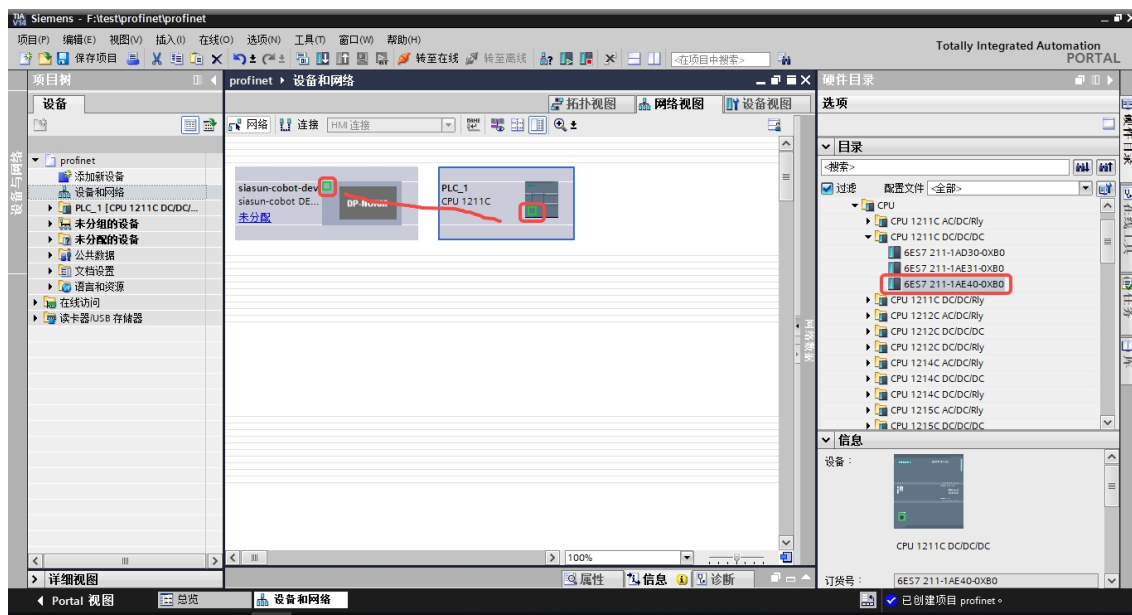 Siemens - F:\test\profinet\profinet
项目(P) 编辑(E) 视图(V) 插入(I) 在线(O) 选项(N) 工具(T) 窗口(W) 帮助(H)
Totally Integrated Automation
PORTAL
保存项目 转至在线 转至离线 <在项目中搜索>
项目树
profinet ▸ 设备和网络
硬件目录
设备
拓扑视图 网络视图 设备视图
选项
网络 连接 HMI 连接
目录
<搜索>
过滤 配置文件 <全部>
profinet
添加新设备
设备和网络
PLC_1 [CPU 1211C DC/DC/...
未分组的设备
未分配的设备
公共数据
文档设置
语言和资源
在线访问
读卡器/USB 存储器
siasun-cobot-dev
siasun-cobot DE...
未分配
PLC_1
CPU 1211C
CPU
CPU 1211C AC/DC/Rly
CPU 1211C DC/DC/DC
6ES7 211-1AD30-0XB0
6ES7 211-1AE31-0XB0
6ES7 211-1AE40-0XB0
CPU 1211C DC/DC/Rly
CPU 1212C AC/DC/Rly
CPU 1212C DC/DC/DC
CPU 1212C DC/DC/Rly
CPU 1214C AC/DC/Rly
CPU 1214C DC/DC/DC
CPU 1214C DC/DC/Rly
CPU 1215C AC/DC/Rly
CPU 1215C DC/DC/DC
设备与网络
网络数据
信息
设备：
CPU 1211C DC/DC/DC
订货号： 6ES7 211-1AE40-0XB0
100%
详细视图
属性 信息 诊断
Portal 视图 总览 设备和网络
已创建项目 profinet。